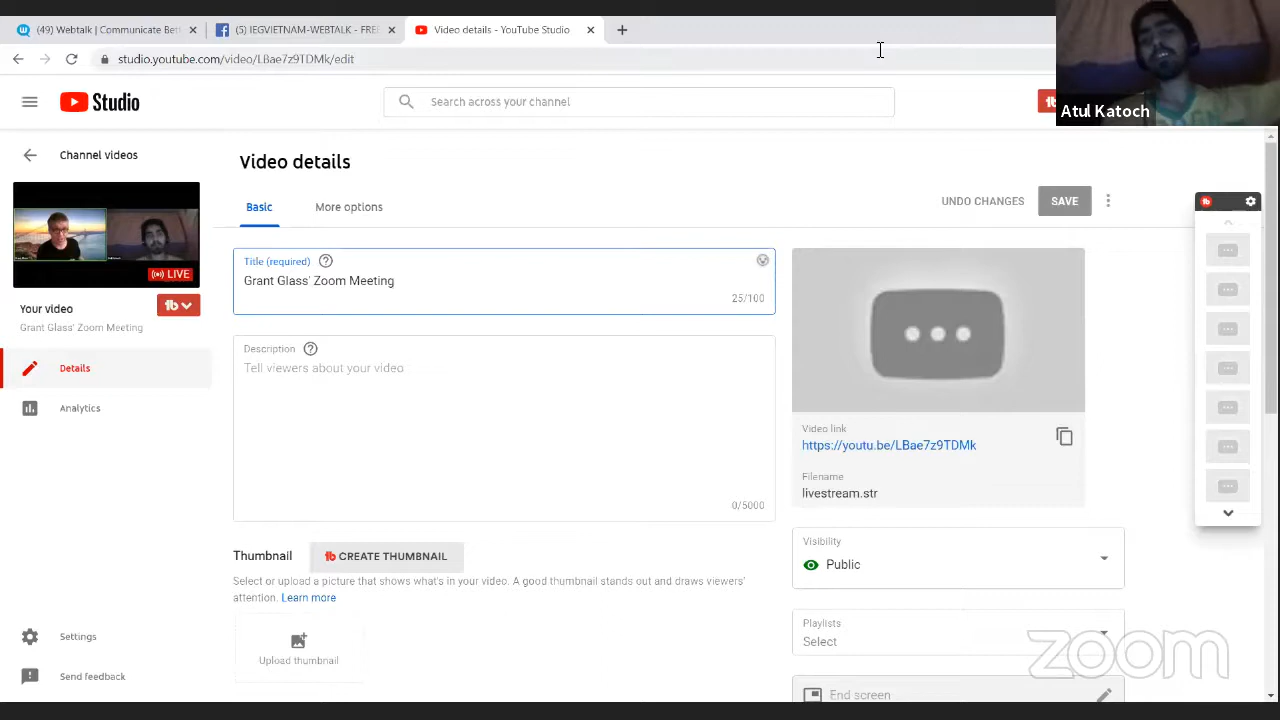 (49) Webtalk | Communicate Bett
(5) IEGVIETNAM-WEBTALK - FREE
Video details - YouTube Studio
studio.youtube.com/video/LBae7z9TDMk/edit
Studio
Search across your channel
tb
Atul Katoch
Channel videos
Video details
Basic
More options
UNDO CHANGES
SAVE
LIVE
Your video
tb
Grant Glass' Zoom Meeting
Details
Analytics
Settings
Send feedback
Title (required)
Grant Glass' Zoom Meeting
25/100
Description
Tell viewers about your video
0/5000
Thumbnail
tb CREATE THUMBNAIL
Select or upload a picture that shows what's in your video. A good thumbnail stands out and draws viewers'
attention. Learn more
Upload thumbnail
Video link
https://youtu.be/LBae7z9TDMk
Filename
livestream.str
Visibility
Public
Playlists
Select
End screen
tb
zoom